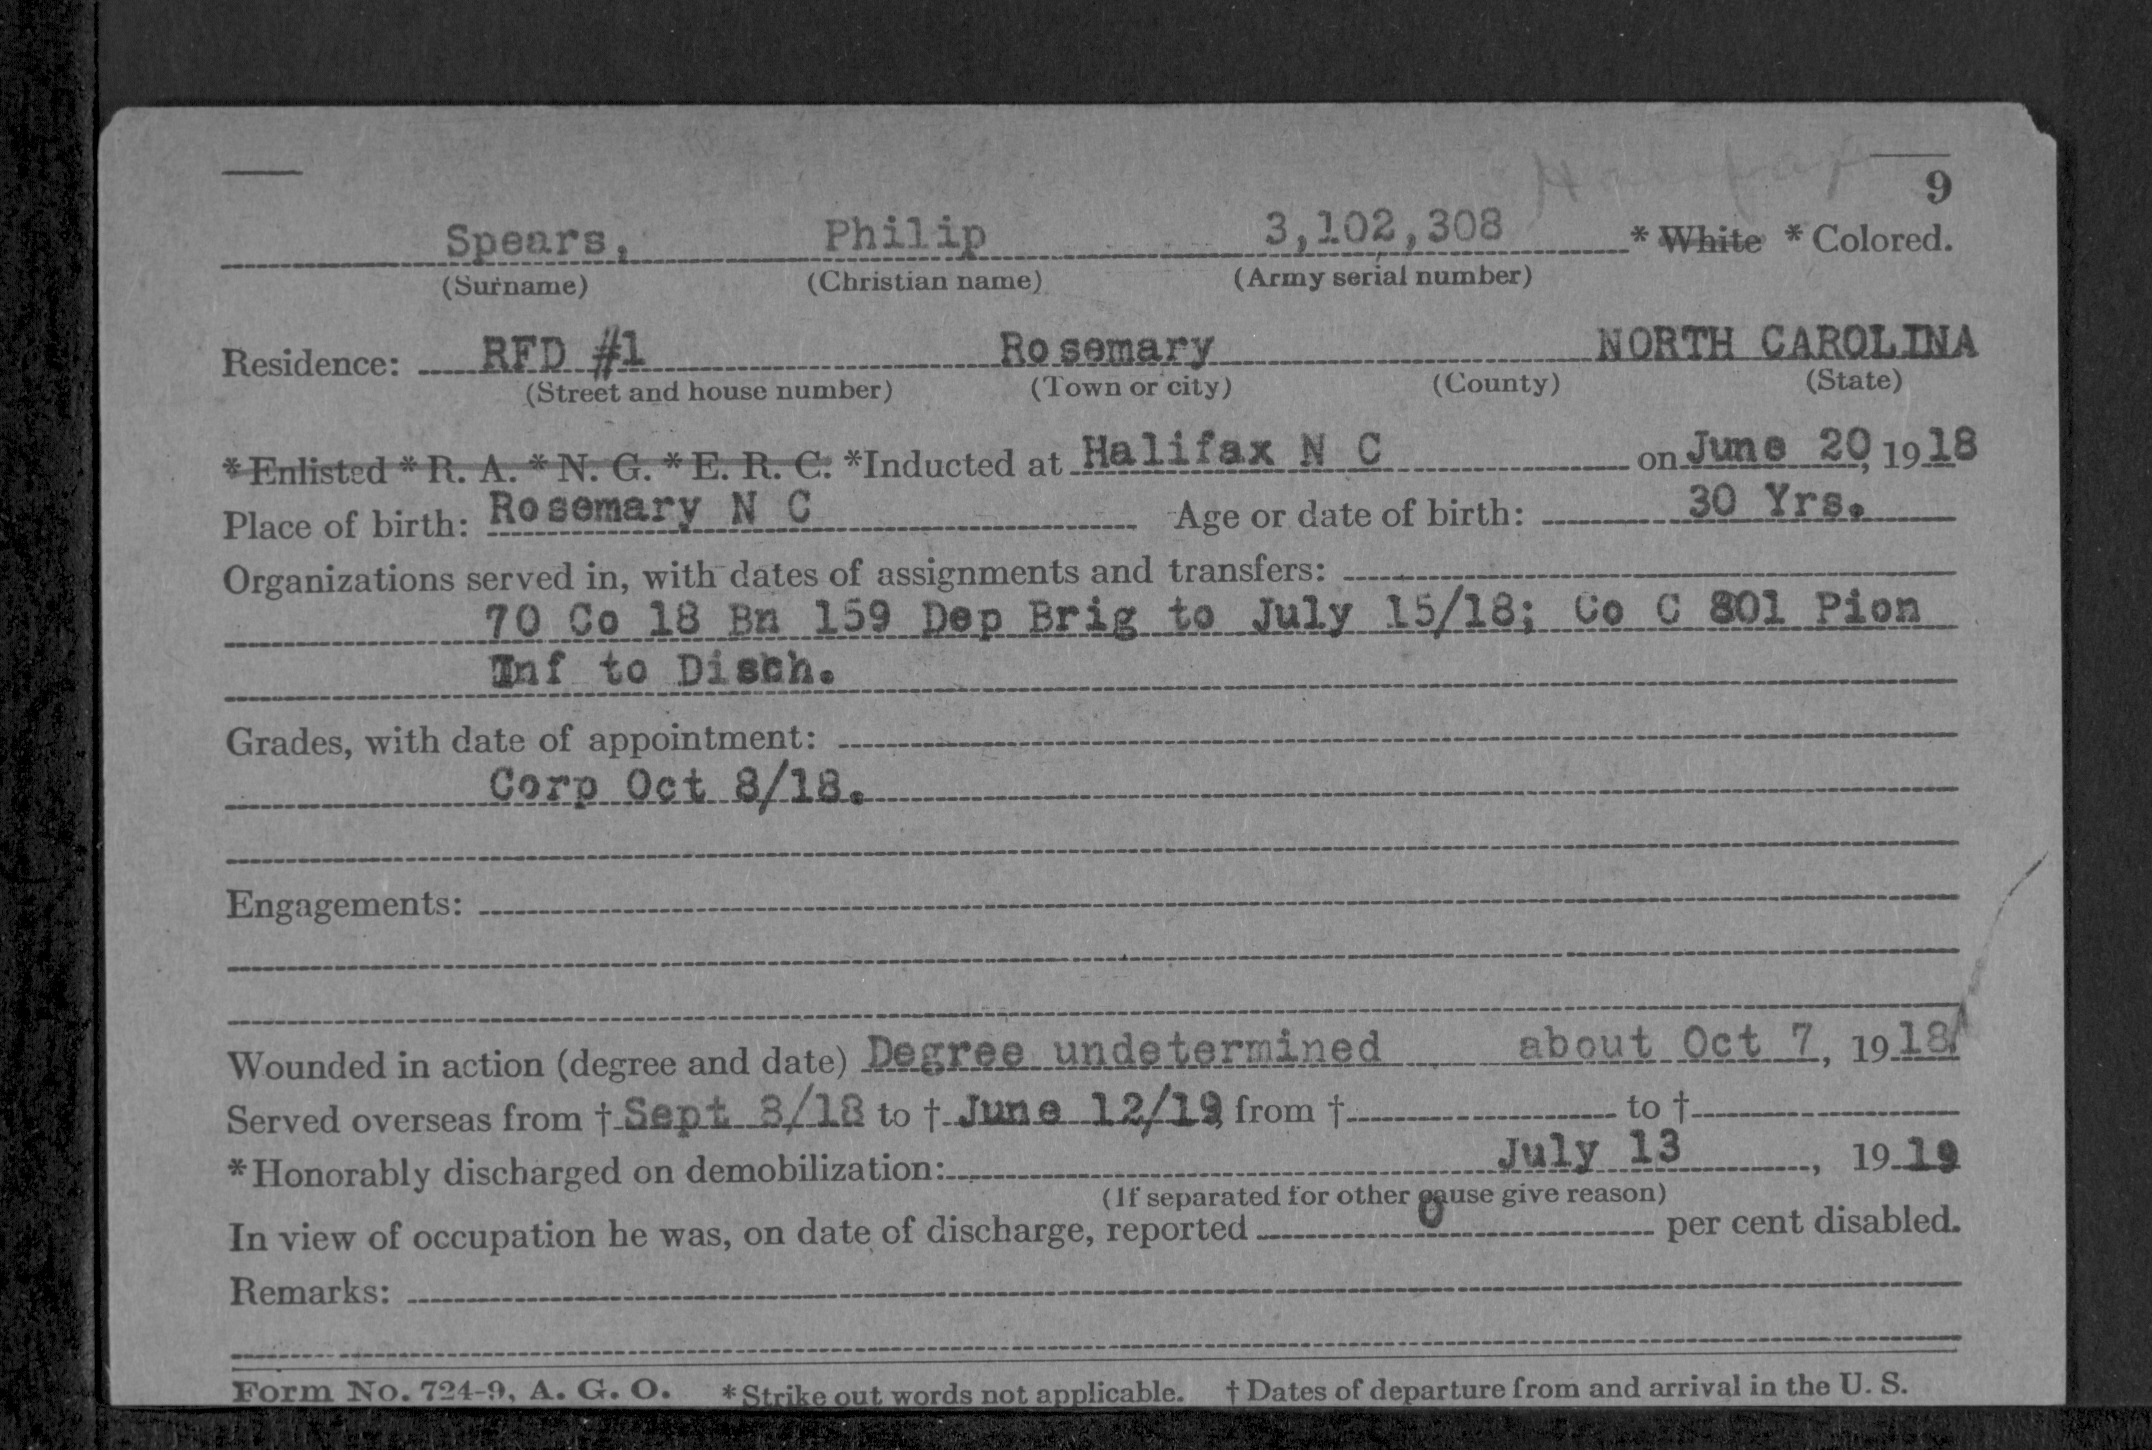 Halifax
9
Spears, Philip 3,102,308 * White * Colored.
(Surname) (Christian name) (Army serial number)
Residence: RFD #1 Rosemary NORTH CAROLINA
(Street and house number) (Town or city) (County) (State)
* Enlisted * R. A. * N. G. * E. R. C. *Inducted at Halifax N C on June 20, 1918
Place of birth: Rosemary N C Age or date of birth: 30 Yrs.
Organizations served in, with dates of assignments and transfers:
70 Co 18 Bn 159 Dep Brig to July 15/18; Co C 801 Pion
Inf to Disch.
Grades, with date of appointment:
Corp Oct 8/18.
Engagements:
Wounded in action (degree and date) Degree undetermined about Oct 7, 1918
Served overseas from † Sept 8/18 to † June 12/19 from † to †
* Honorably discharged on demobilization: July 13, 1919
(If separated for other cause give reason)
In view of occupation he was, on date of discharge, reported 0 per cent disabled.
Remarks:
Form No. 724-9, A. G. O. * Strike out words not applicable. † Dates of departure from and arrival in the U. S.